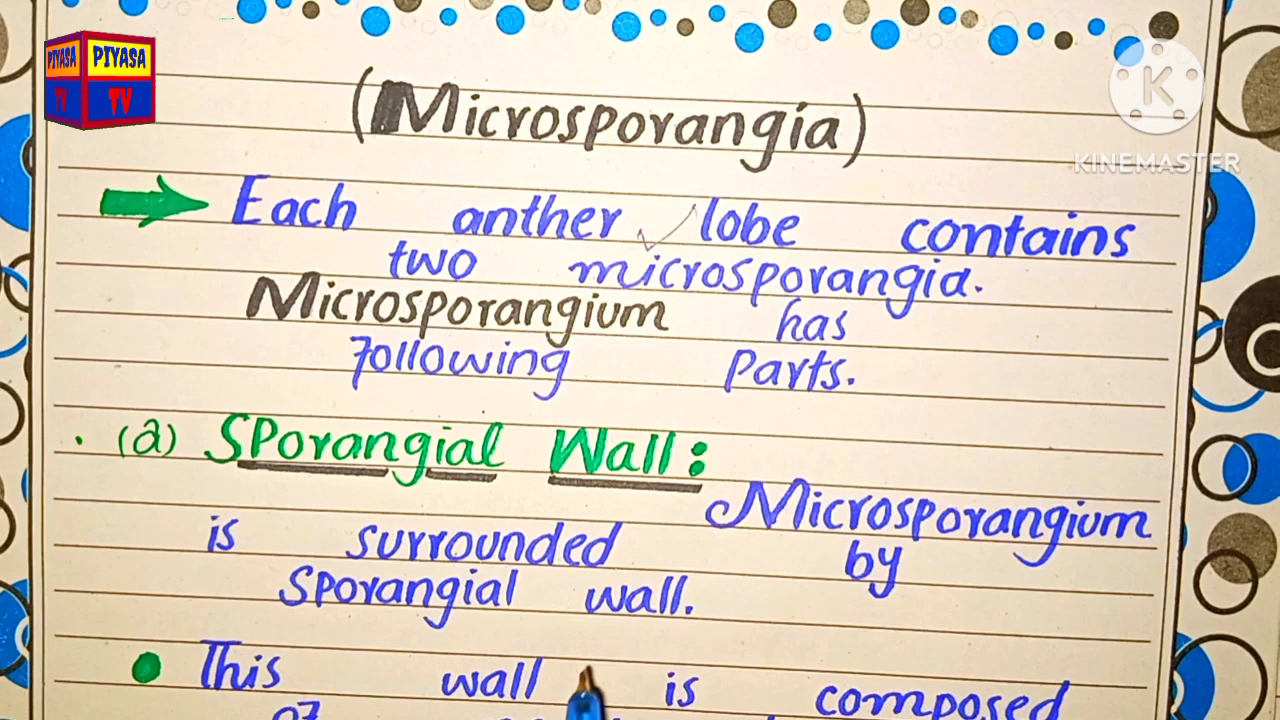 PIYASA PIYASA
TV TV
K
KINEMASTER
(Microsporangia)
Each anther lobe contains
two microsporangia.
Microsporangium has
following parts.
(a) Sporangial Wall:
Microsporangium
is surrounded by
Sporangial wall.
This wall is composed
of